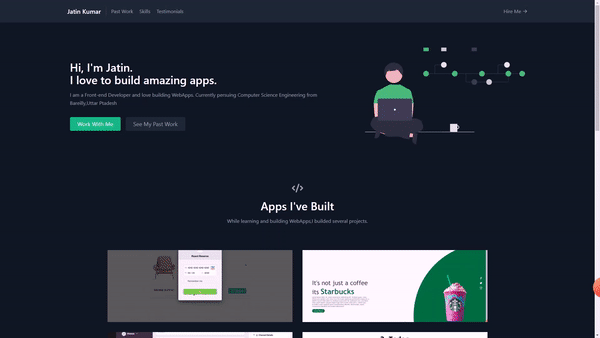 Jatin Kumar
Past Work
Skills
Testimonials
Hire Me →
Hi, I'm Jatin.
I love to build amazing apps.
I am a Front-end Developer and love building WebApps. Currently persuing Computer Science Engineering from
Bareilly,Uttar Pladesh
Work With Me
See My Past Work
</>
Apps I've Built
While learning and building WebApps,I builded several projects.
It's not just a coffee
its Starbucks